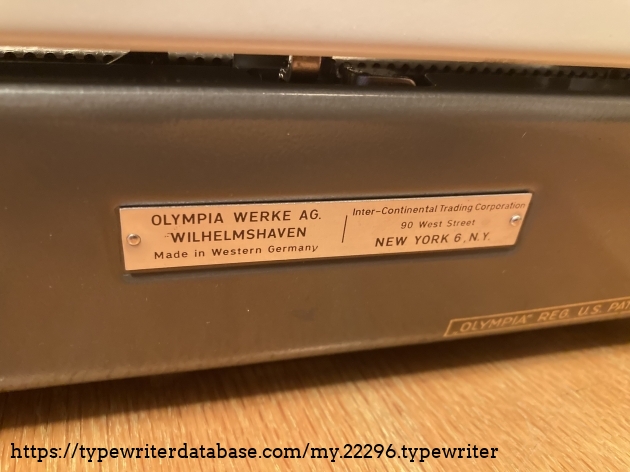 OLYMPIA WERKE AG.
WILHELMSHAVEN
Made in Western Germany
Inter-Continental Trading Corporation
90 West Street
NEW YORK 6, N.Y.
„OLYMPIA" REG. U.S. PAT
https://typewriterdatabase.com/my.22296.typewriter